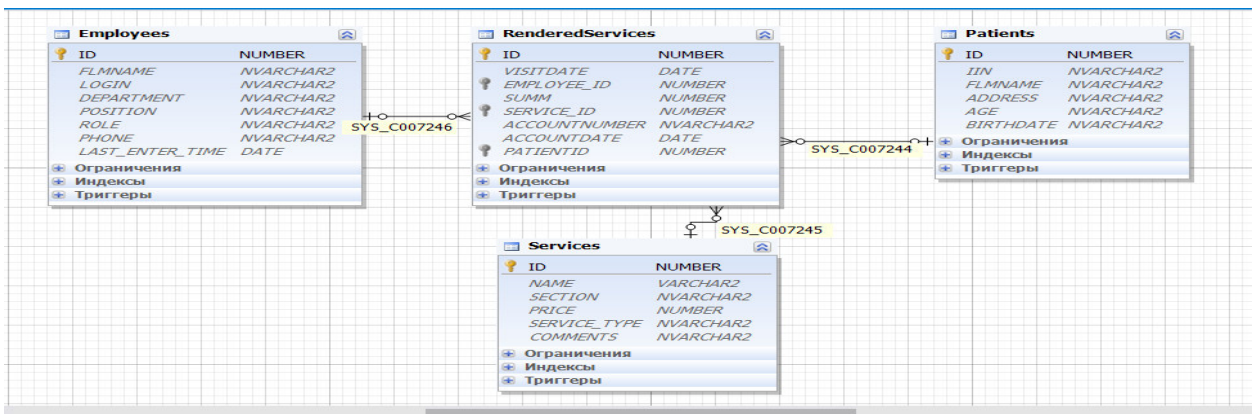 Employees
ID NUMBER
FLMNAME NVARCHAR2
LOGIN NVARCHAR2
DEPARTMENT NVARCHAR2
POSITION NVARCHAR2
ROLE NVARCHAR2
PHONE NVARCHAR2
LAST_ENTER_TIME DATE
Ограничения
Индексы
Триггеры
SYS_C007246
RenderedServices
ID NUMBER
VISITDATE DATE
EMPLOYEE_ID NUMBER
SUMM NUMBER
SERVICE_ID NUMBER
ACCOUNTNUMBER NVARCHAR2
ACCOUNTDATE DATE
PATIENTID NUMBER
Ограничения
Индексы
Триггеры
SYS_C007244
Patients
ID NUMBER
IIN NVARCHAR2
FLMNAME NVARCHAR2
ADDRESS NVARCHAR2
AGE NVARCHAR2
BIRTHDATE NVARCHAR2
Ограничения
Индексы
Триггеры
SYS_C007245
Services
ID NUMBER
NAME VARCHAR2
SECTION NVARCHAR2
PRICE NUMBER
SERVICE_TYPE NVARCHAR2
COMMENTS NVARCHAR2
Ограничения
Индексы
Триггеры